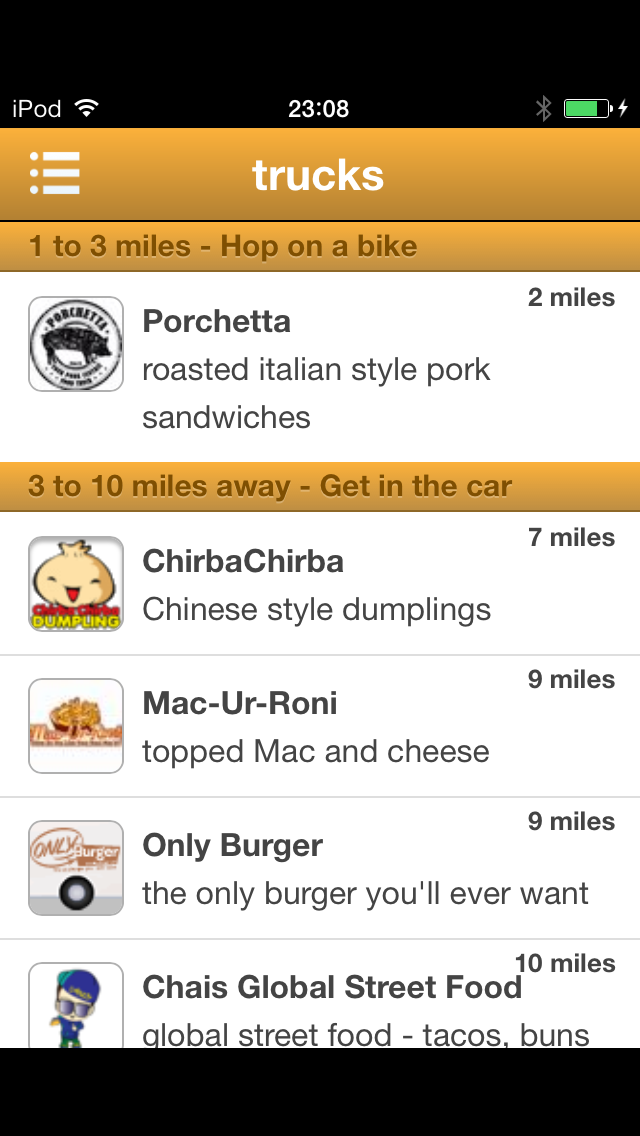 iPod 23:08
trucks
1 to 3 miles - Hop on a bike
2 miles
PORCHETTA
Porchetta
roasted italian style pork
sandwiches
3 to 10 miles away - Get in the car
7 miles
ChirbaChirba
Chinese style dumplings
Chirba Chirba
DUMPLING
9 miles
Mac-Ur-Roni
topped Mac and cheese
Mac-Ur-Roni
9 miles
Only Burger
the only burger you'll ever want
ONLY
Burger
10 miles
Chais Global Street Food
global street food - tacos, buns